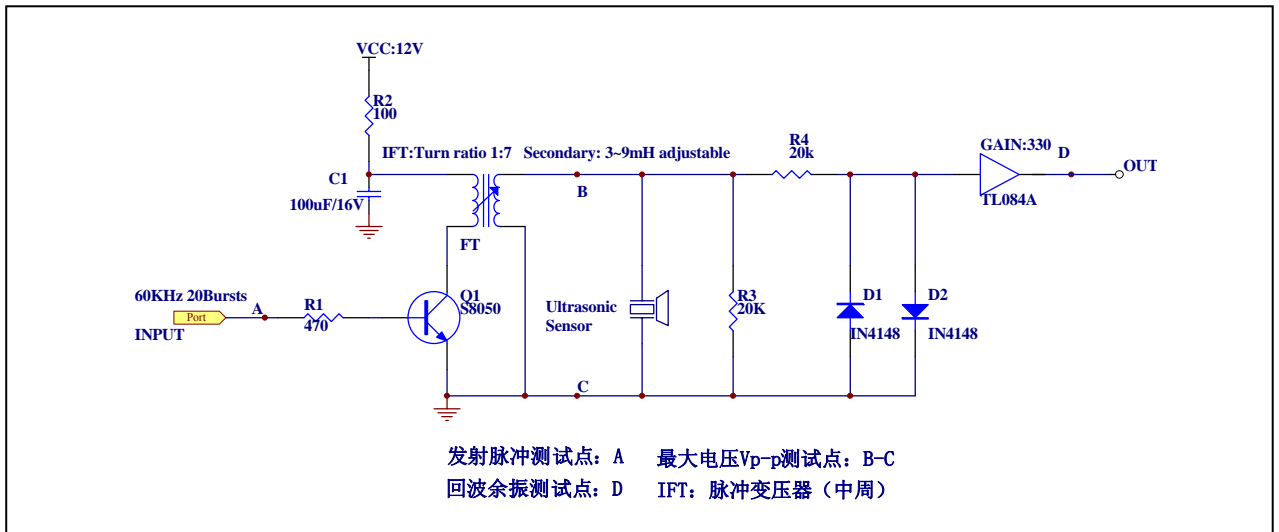 VCC:12V
R2
100
IFT:Turn ratio 1:7 Secondary: 3~9mH adjustable
R4
20k
GAIN:330
D
OUT
C1
100uF/16V
B
TL084A
FT
60KHz 20Bursts
A
R1
Q1
S8050
Port
470
INPUT
Ultrasonic
Sensor
R3
20K
D1
D2
IN4148
IN4148
C
发射脉冲测试点: A 最大电压Vp-p测试点: B-C
回波余振测试点: D IFT: 脉冲变压器（中周）